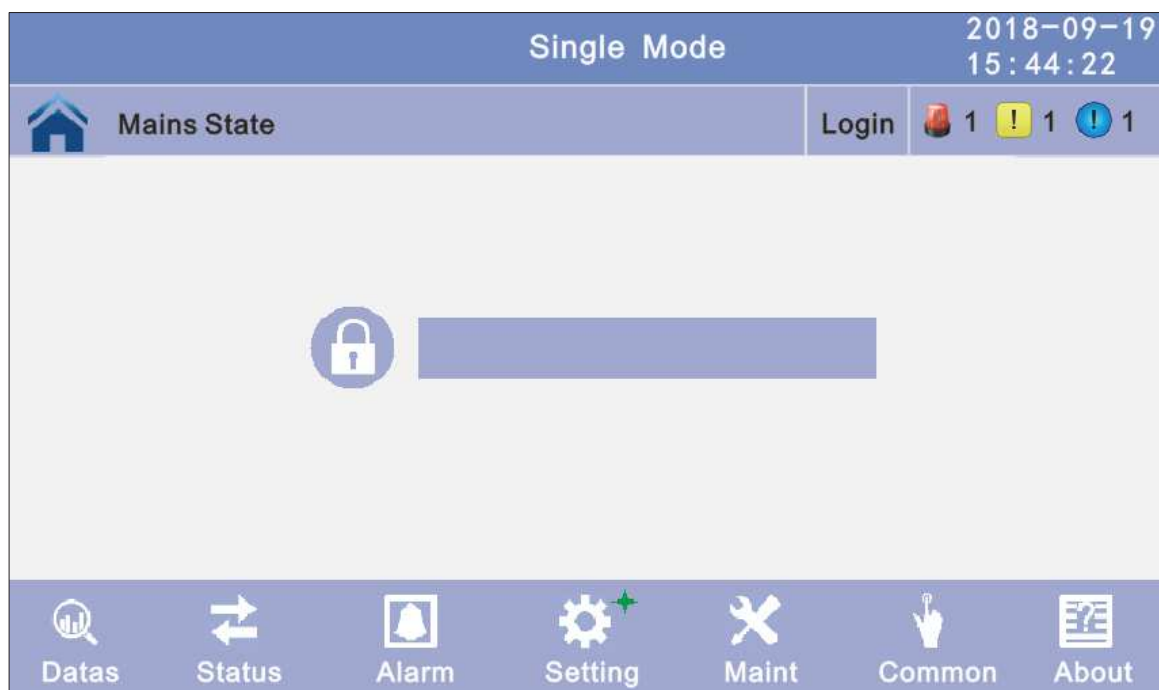 Single Mode
2018-09-19
15:44:22
Mains State
Login
1
! 1
! 1
Datas
Status
Alarm
Setting
Maint
Common
About